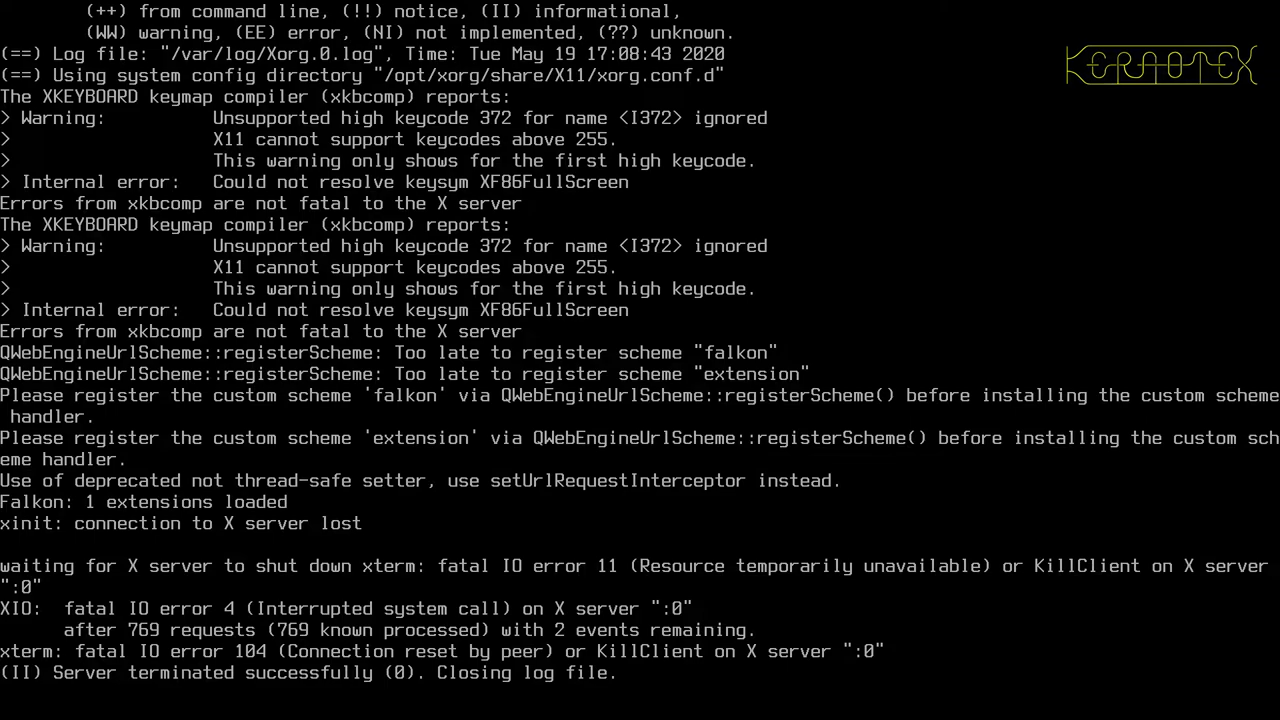 (++) from command line, (!!) notice, (II) informational,
(WW) warning, (EE) error, (NI) not implemented, (??) unknown.
(==) Log file: "/var/log/Xorg.0.log", Time: Tue May 19 17:08:43 2020
(==) Using system config directory "/opt/xorg/share/X11/xorg.conf.d"
KERNOTEX
The XKEYBOARD keymap compiler (xkbcomp) reports:
> Warning:          Unsupported high keycode 372 for name <I372> ignored
>                   X11 cannot support keycodes above 255.
>                   This warning only shows for the first high keycode.
> Internal error:   Could not resolve keysym XF86FullScreen
Errors from xkbcomp are not fatal to the X server
The XKEYBOARD keymap compiler (xkbcomp) reports:
> Warning:          Unsupported high keycode 372 for name <I372> ignored
>                   X11 cannot support keycodes above 255.
>                   This warning only shows for the first high keycode.
> Internal error:   Could not resolve keysym XF86FullScreen
Errors from xkbcomp are not fatal to the X server
QWebEngineUrlScheme::registerScheme: Too late to register scheme "falkon"
QWebEngineUrlScheme::registerScheme: Too late to register scheme "extension"
Please register the custom scheme 'falkon' via QWebEngineUrlScheme::registerScheme() before installing the custom scheme
handler.
Please register the custom scheme 'extension' via QWebEngineUrlScheme::registerScheme() before installing the custom sch
eme handler.
Use of deprecated not thread-safe setter, use setUrlRequestInterceptor instead.
Falkon: 1 extensions loaded
xinit: connection to X server lost
waiting for X server to shut down xterm: fatal IO error 11 (Resource temporarily unavailable) or KillClient on X server
":0"
XIO:  fatal IO error 4 (Interrupted system call) on X server ":0"
after 769 requests (769 known processed) with 2 events remaining.
xterm: fatal IO error 104 (Connection reset by peer) or KillClient on X server ":0"
(II) Server terminated successfully (0). Closing log file.